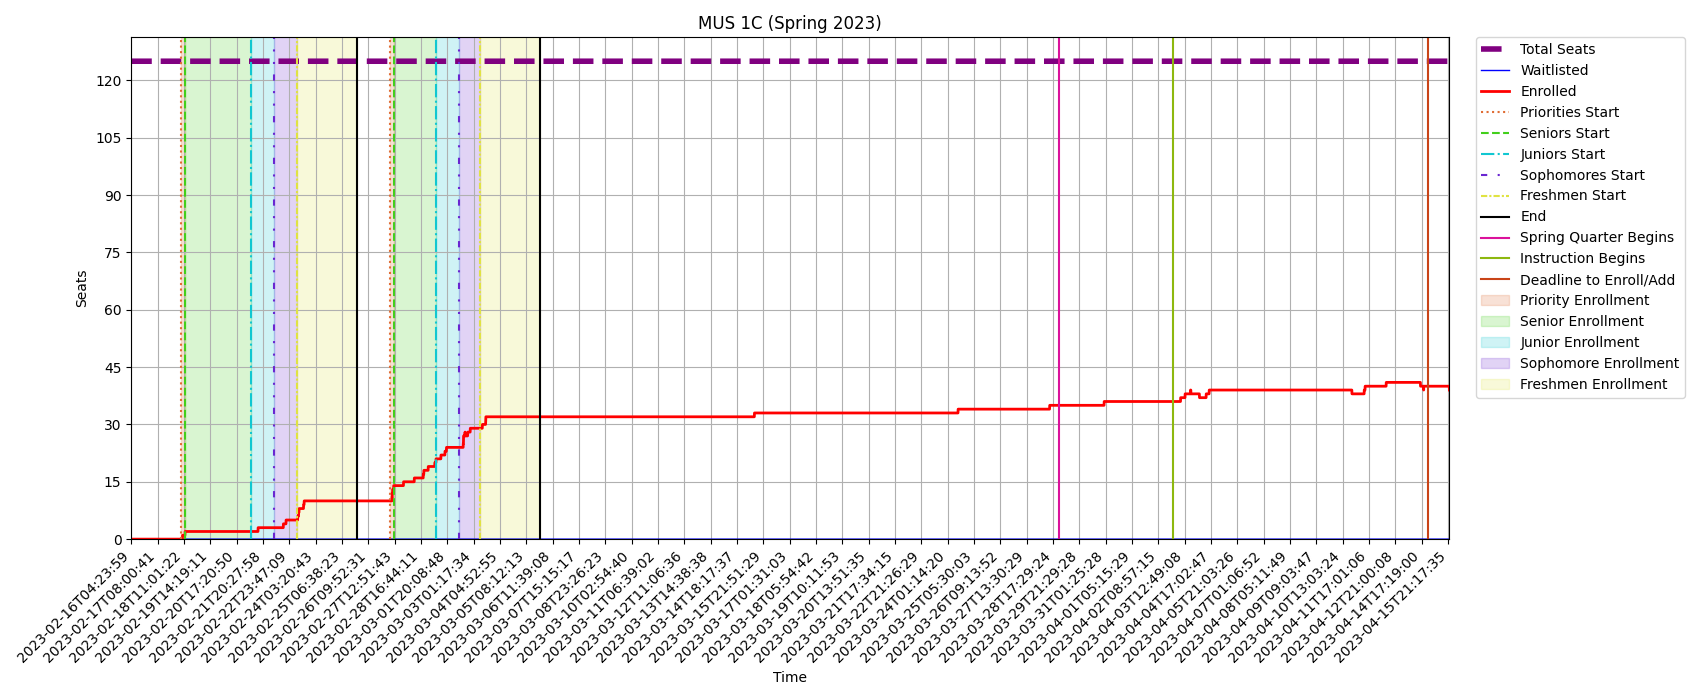 MUS 1C (Spring 2023)
Seats
120
105
90
75
60
45
30
15
0
2023-02-16T04:23:59
2023-02-17T08:00:41
2023-02-18T11:01:22
2023-02-19T14:19:11
2023-02-20T17:20:50
2023-02-21T20:27:58
2023-02-22T23:47:09
2023-02-24T03:20:43
2023-02-25T06:38:23
2023-02-26T09:52:31
2023-02-27T12:51:43
2023-02-28T16:44:11
2023-03-01T20:08:48
2023-03-03T01:17:34
2023-03-04T04:52:55
2023-03-05T08:12:13
2023-03-06T11:39:08
2023-03-07T15:15:17
2023-03-08T23:26:23
2023-03-10T02:54:40
2023-03-11T06:39:02
2023-03-12T11:06:36
2023-03-13T14:38:38
2023-03-14T18:17:37
2023-03-15T21:51:29
2023-03-17T01:31:03
2023-03-18T05:54:42
2023-03-19T10:11:53
2023-03-20T13:51:35
2023-03-21T17:34:15
2023-03-22T21:26:29
2023-03-24T01:14:20
2023-03-25T05:30:03
2023-03-26T09:13:52
2023-03-27T13:30:29
2023-03-28T17:29:24
2023-03-29T21:29:28
2023-03-31T01:25:28
2023-04-01T05:15:29
2023-04-02T08:57:15
2023-04-03T12:49:08
2023-04-04T17:02:47
2023-04-05T21:03:26
2023-04-07T01:06:52
2023-04-08T05:11:49
2023-04-09T09:03:47
2023-04-10T13:03:24
2023-04-11T17:01:06
2023-04-12T21:00:08
2023-04-14T17:19:00
2023-04-15T21:17:35
Time
Total Seats
Waitlisted
Enrolled
Priorities Start
Seniors Start
Juniors Start
Sophomores Start
Freshmen Start
End
Spring Quarter Begins
Instruction Begins
Deadline to Enroll/Add
Priority Enrollment
Senior Enrollment
Junior Enrollment
Sophomore Enrollment
Freshmen Enrollment